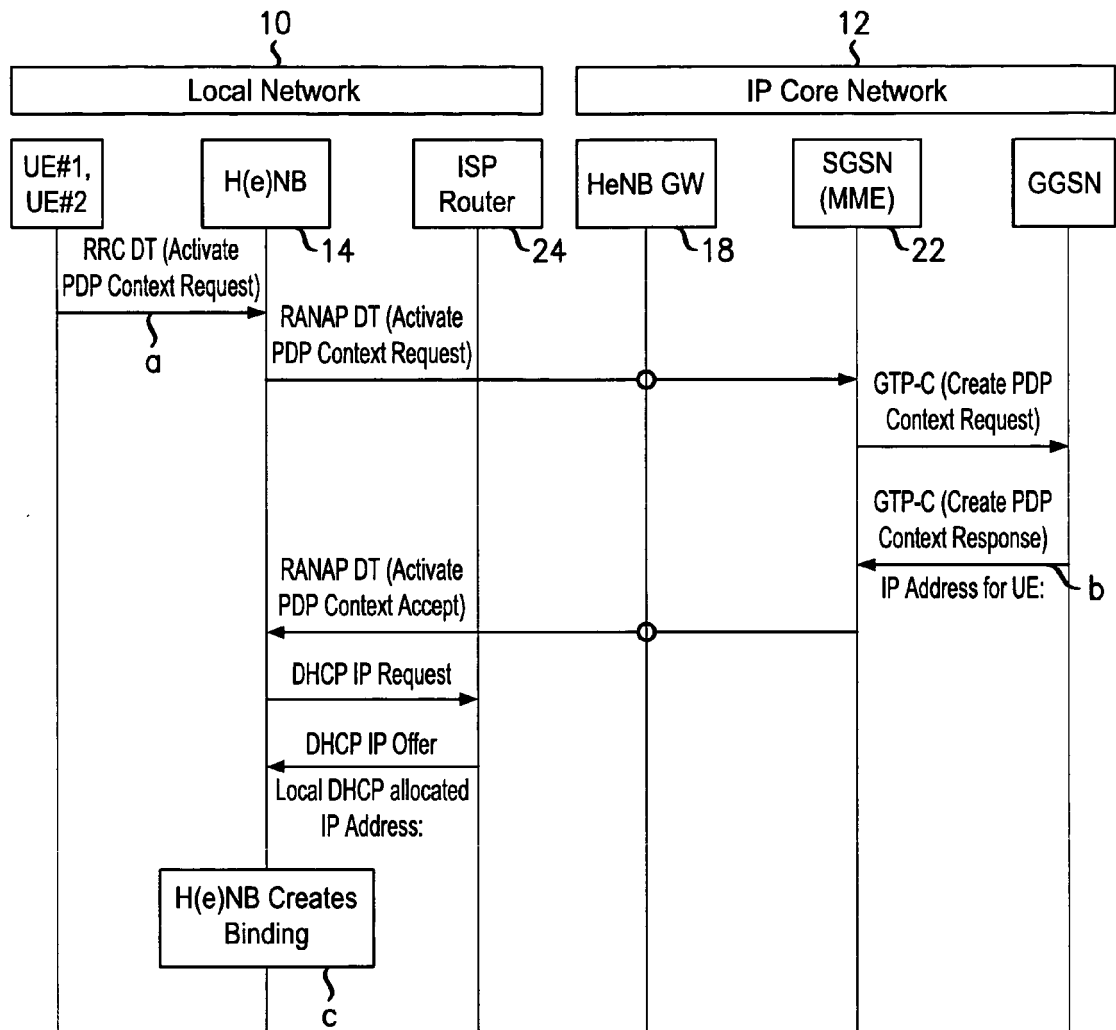 10
12
Local Network
IP Core Network
UE#1,
UE#2
H(e)NB
ISP
Router
HeNB GW
SGSN
(MME)
GGSN
14
24
18
22
RRC DT (Activate
PDP Context Request)
a
RANAP DT (Activate
PDP Context Request)
GTP-C (Create PDP
Context Request)
GTP-C (Create PDP
Context Response)
IP Address for UE:
b
RANAP DT (Activate
PDP Context Accept)
DHCP IP Request
DHCP IP Offer
Local DHCP allocated
IP Address:
H(e)NB Creates
Binding
c